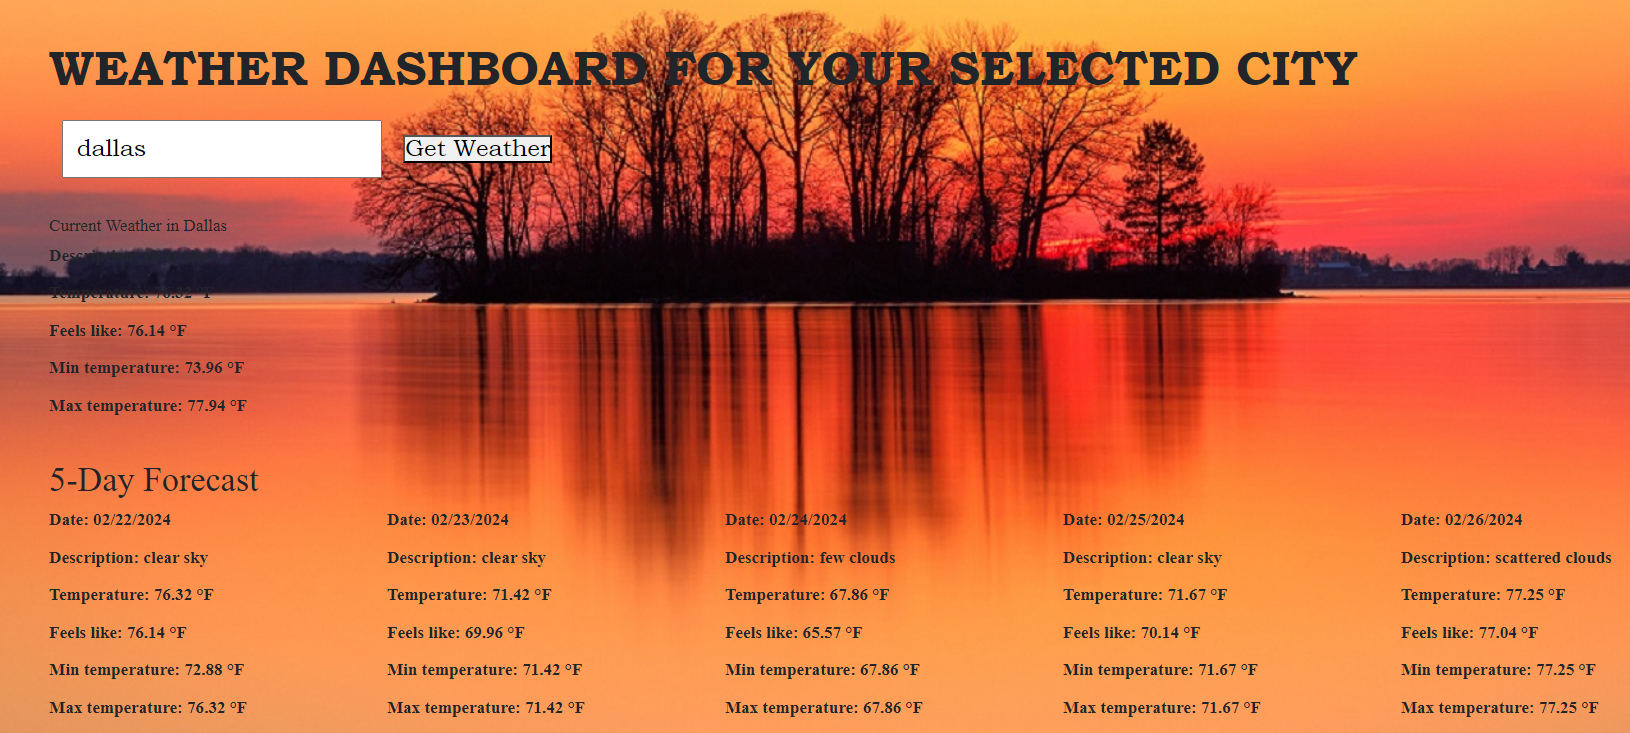 WEATHER DASHBOARD FOR YOUR SELECTED CITY
dallas Get Weather
Current Weather in Dallas
Temperature: 76.32 °F
Feels like: 76.14 °F
Min temperature: 73.96 °F
Max temperature: 77.94 °F
5-Day Forecast
Date: 02/22/2024
Description: clear sky
Temperature: 76.32 °F
Feels like: 76.14 °F
Min temperature: 72.88 °F
Max temperature: 76.32 °F
Date: 02/23/2024
Description: clear sky
Temperature: 71.42 °F
Feels like: 69.96 °F
Min temperature: 71.42 °F
Max temperature: 71.42 °F
Date: 02/24/2024
Description: few clouds
Temperature: 67.86 °F
Feels like: 65.57 °F
Min temperature: 67.86 °F
Max temperature: 67.86 °F
Date: 02/25/2024
Description: clear sky
Temperature: 71.67 °F
Feels like: 70.14 °F
Min temperature: 71.67 °F
Max temperature: 71.67 °F
Date: 02/26/2024
Description: scattered clouds
Temperature: 77.25 °F
Feels like: 77.04 °F
Min temperature: 77.25 °F
Max temperature: 77.25 °F